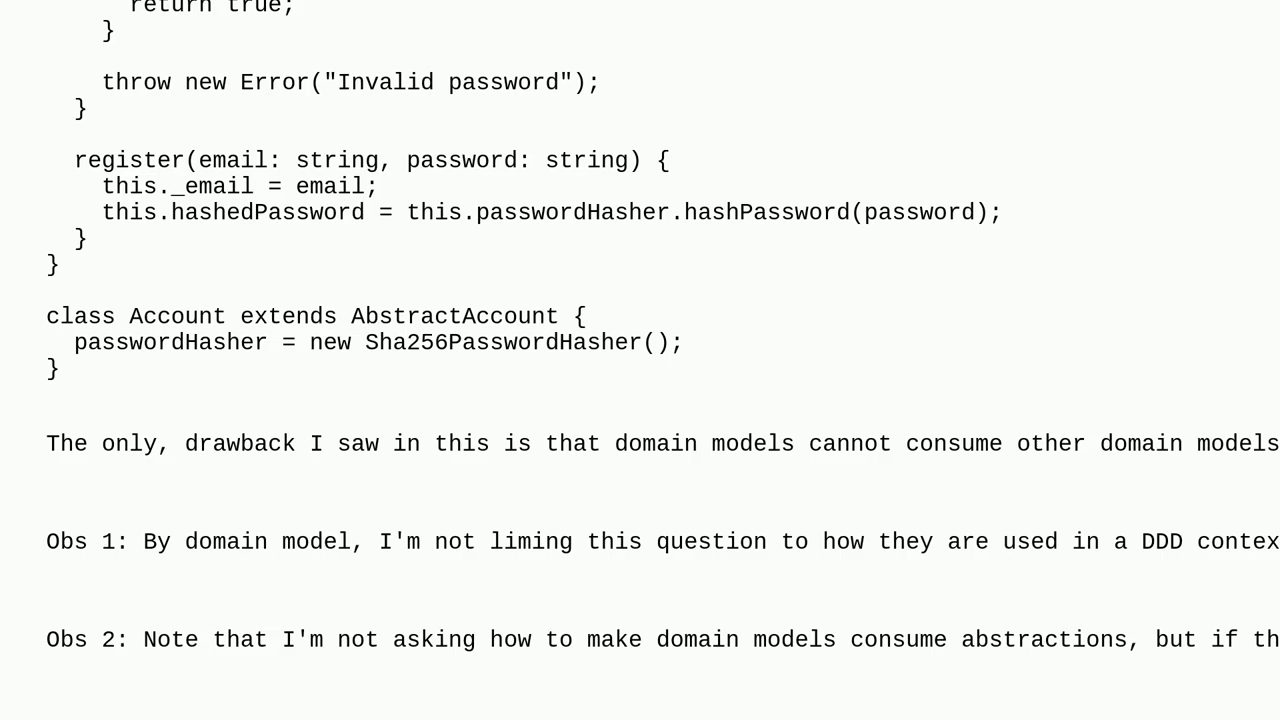 return true;
}
throw new Error("Invalid password");
}
register(email: string, password: string) {
this._email = email;
this.hashedPassword = this.passwordHasher.hashPassword(password);
}
}
class Account extends AbstractAccount {
passwordHasher = new Sha256PasswordHasher();
}
The only, drawback I saw in this is that domain models cannot consume other domain models
Obs 1: By domain model, I'm not liming this question to how they are used in a DDD contex
Obs 2: Note that I'm not asking how to make domain models consume abstractions, but if th